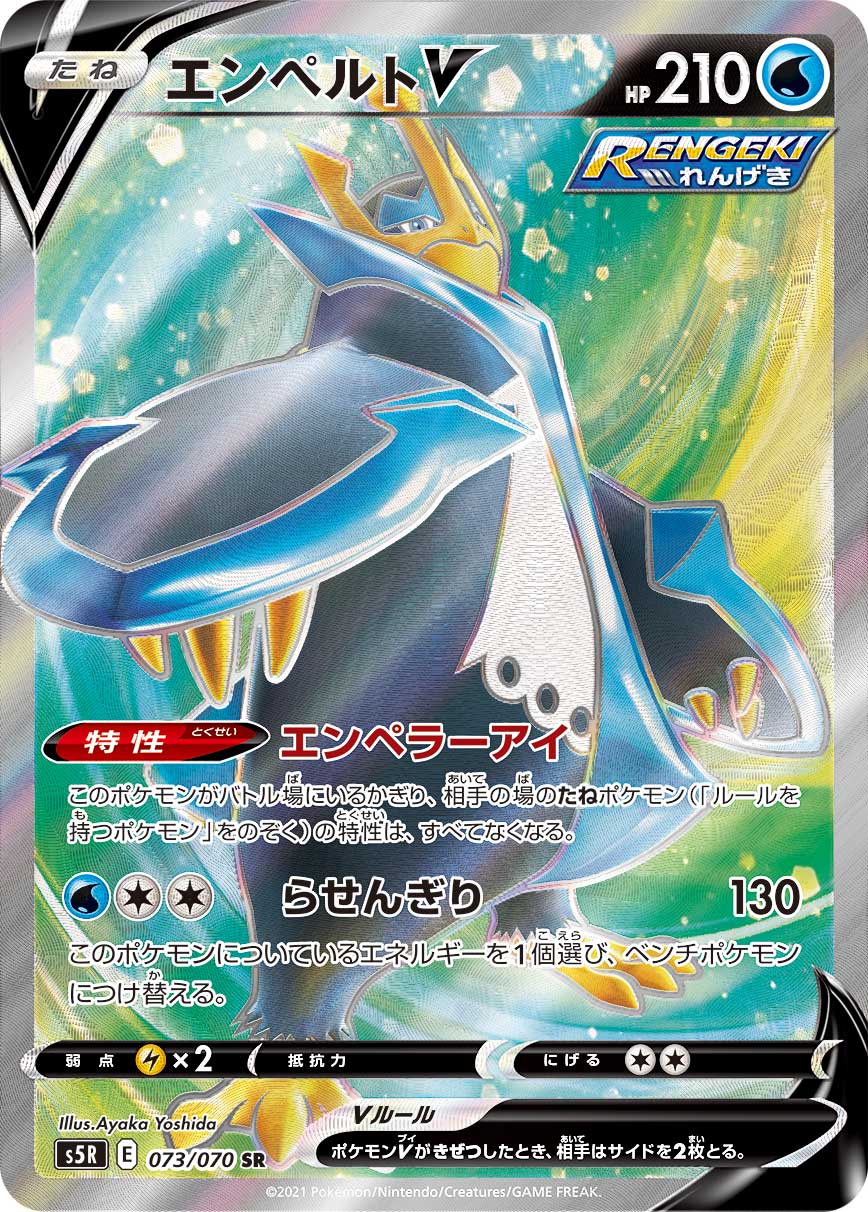 たね エンペルトV HP210
RENGEKI
れんげき
特性 とくせい エンペラーアイ
このポケモンがバトル場にいるかぎり、相手の場のたねポケモン(「ルールを
持つポケモン」をのぞく)の特性は、すべてなくなる。
らせんぎり 130
このポケモンについているエネルギーを1個選び、ベンチポケモン
につけ替える。
弱点 ×2 抵抗力 にげる
Illus.Ayaka Yoshida
Vルール
ポケモンVがきぜつしたとき、相手はサイドを2枚とる。
s5R E 073/070 SR
©2021 Pokémon/Nintendo/Creatures/GAME FREAK.